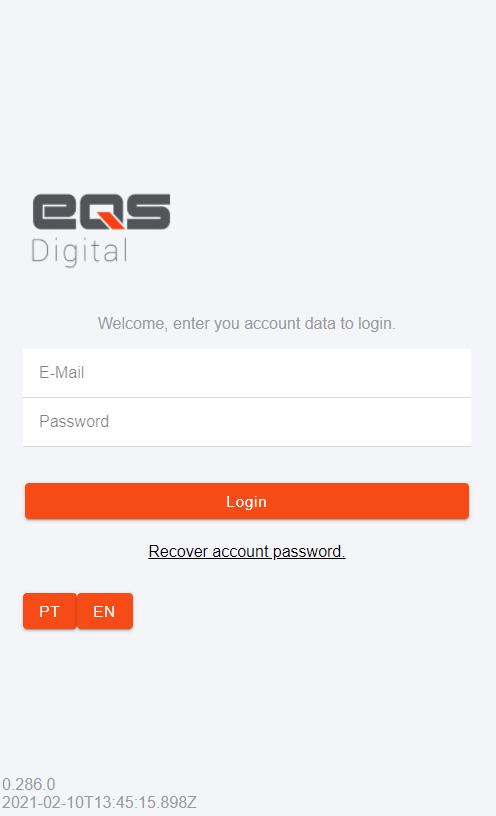 eQS
Digital
Welcome, enter you account data to login.
E-Mail
Password
Login
Recover account password.
PT EN
0.286.0
2021-02-10T13:45:15.898Z